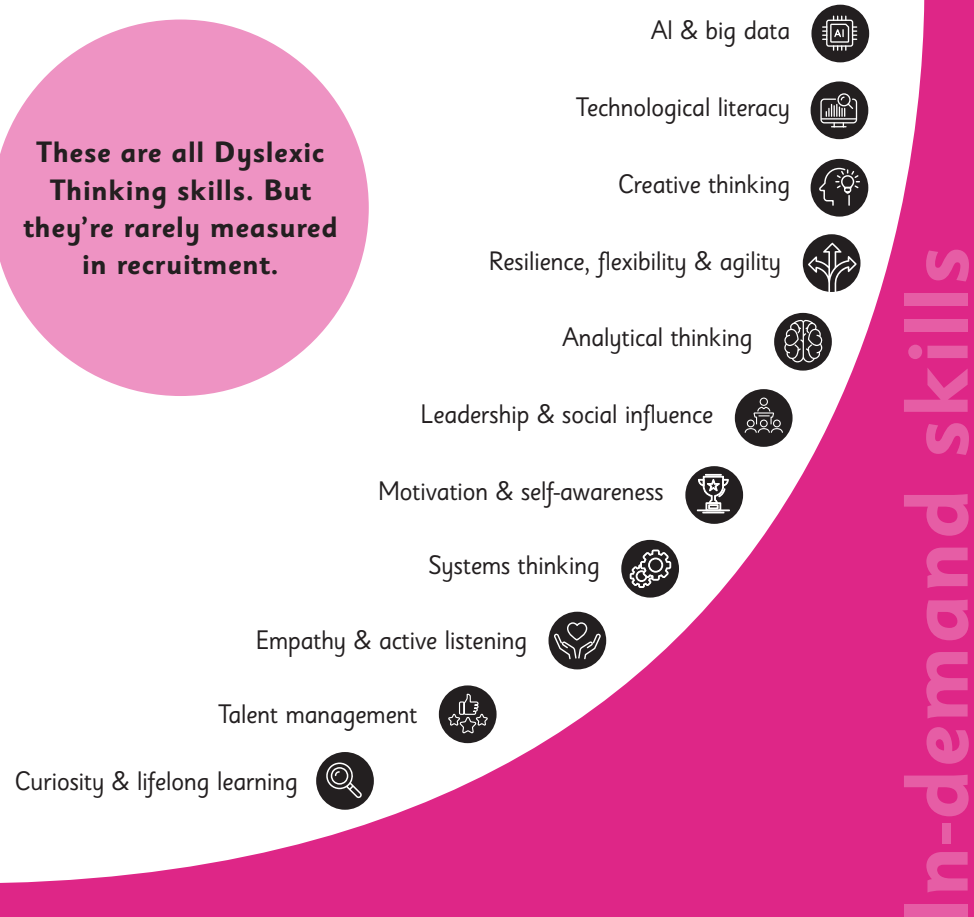 These are all Dyslexic
Thinking skills. But
they're rarely measured
in recruitment.
AI & big data
AI
Technological literacy
Creative thinking
Resilience, flexibility & agility
Analytical thinking
Leadership & social influence
Motivation & self-awareness
Systems thinking
Empathy & active listening
Talent management
Curiosity & lifelong learning
In-demand skills